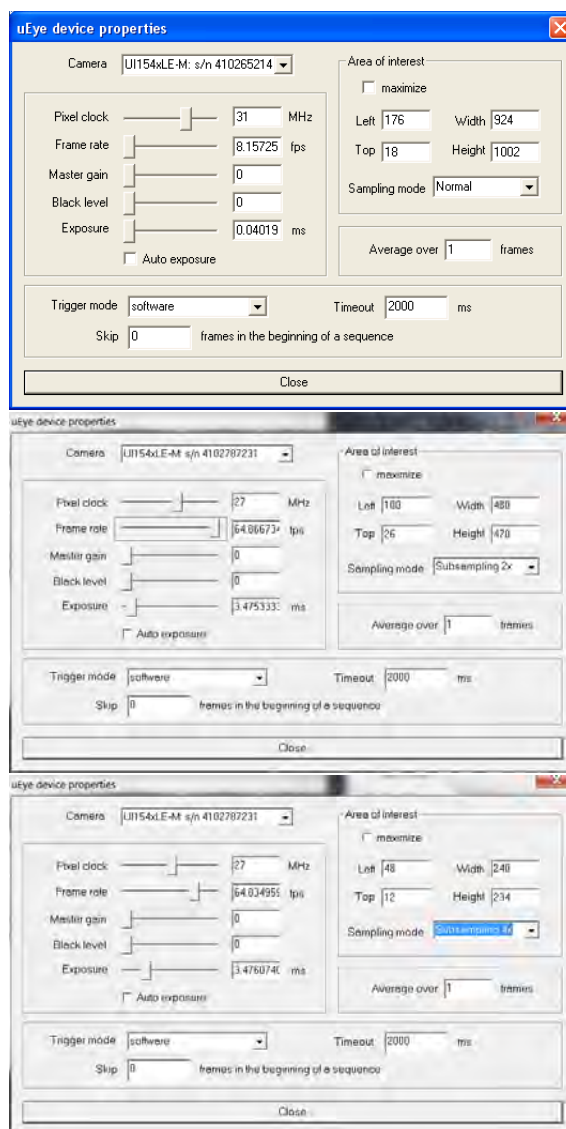 uEye device properties
Camera UI154xLE-M: s/n 410265214
Area of interest
maximize
Pixel clock 31 MHz
Left 176 Width 924
Frame rate 8.15725 fps
Top 18 Height 1002
Master gain 0
Sampling mode Normal
Black level 0
Exposure 0.04019 ms
Auto exposure
Average over 1 frames
Trigger mode software Timeout 2000 ms
Skip 0 frames in the beginning of a sequence
Close
uEye device properties
Camera UI154xLE-M: s/n 4102787231
Area of interest
maximize
Pixel clock 27 MHz
Left 100 Width 480
Frame rate 64.866734 fps
Top 26 Height 470
Master gain 0
Sampling mode Subsampling 2x
Black level 0
Exposure 3.475333 ms
Auto exposure
Average over 1 frames
Trigger mode software Timeout 2000 ms
Skip 0 frames in the beginning of a sequence
Close
uEye device properties
Camera UI154xLE-M: s/n 4102787231
Area of interest
maximize
Pixel clock 27 MHz
Left 48 Width 240
Frame rate 64.034959 fps
Top 12 Height 234
Master gain 0
Sampling mode Subsampling
Black level 0
Exposure ms
Auto exposure
Average over 1 frames
Trigger mode software Timeout 2000 ms
Skip 0 frames in the beginning of a sequence
Close